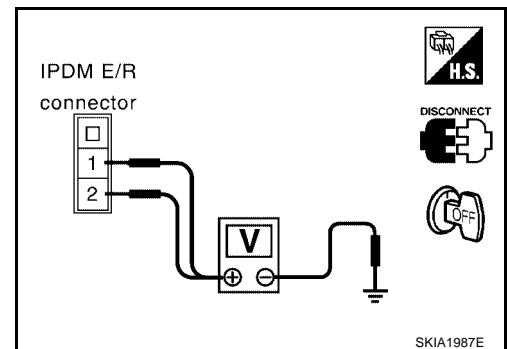 IPDM E/R
connector
H.S.
DISCONNECT
1
2
OFF
V
+ −
SKIA1987E